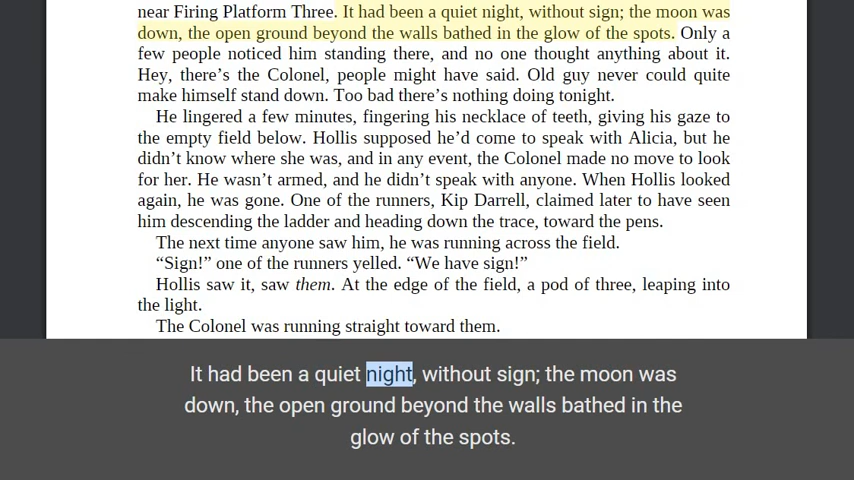 near Firing Platform Three. It had been a quiet night, without sign; the moon was
down, the open ground beyond the walls bathed in the glow of the spots. Only a
few people noticed him standing there, and no one thought anything about it.
Hey, there’s the Colonel, people might have said. Old guy never could quite
make himself stand down. Too bad there’s nothing doing tonight.
He lingered a few minutes, fingering his necklace of teeth, giving his gaze to
the empty field below. Hollis supposed he’d come to speak with Alicia, but he
didn’t know where she was, and in any event, the Colonel made no move to look
for her. He wasn’t armed, and he didn’t speak with anyone. When Hollis looked
again, he was gone. One of the runners, Kip Darrell, claimed later to have seen
him descending the ladder and heading down the trace, toward the pens.
The next time anyone saw him, he was running across the field.
“Sign!” one of the runners yelled. “We have sign!”
Hollis saw it, saw them. At the edge of the field, a pod of three, leaping into
the light.
The Colonel was running straight toward them.
It had been a quiet night, without sign; the moon was
down, the open ground beyond the walls bathed in the
glow of the spots.